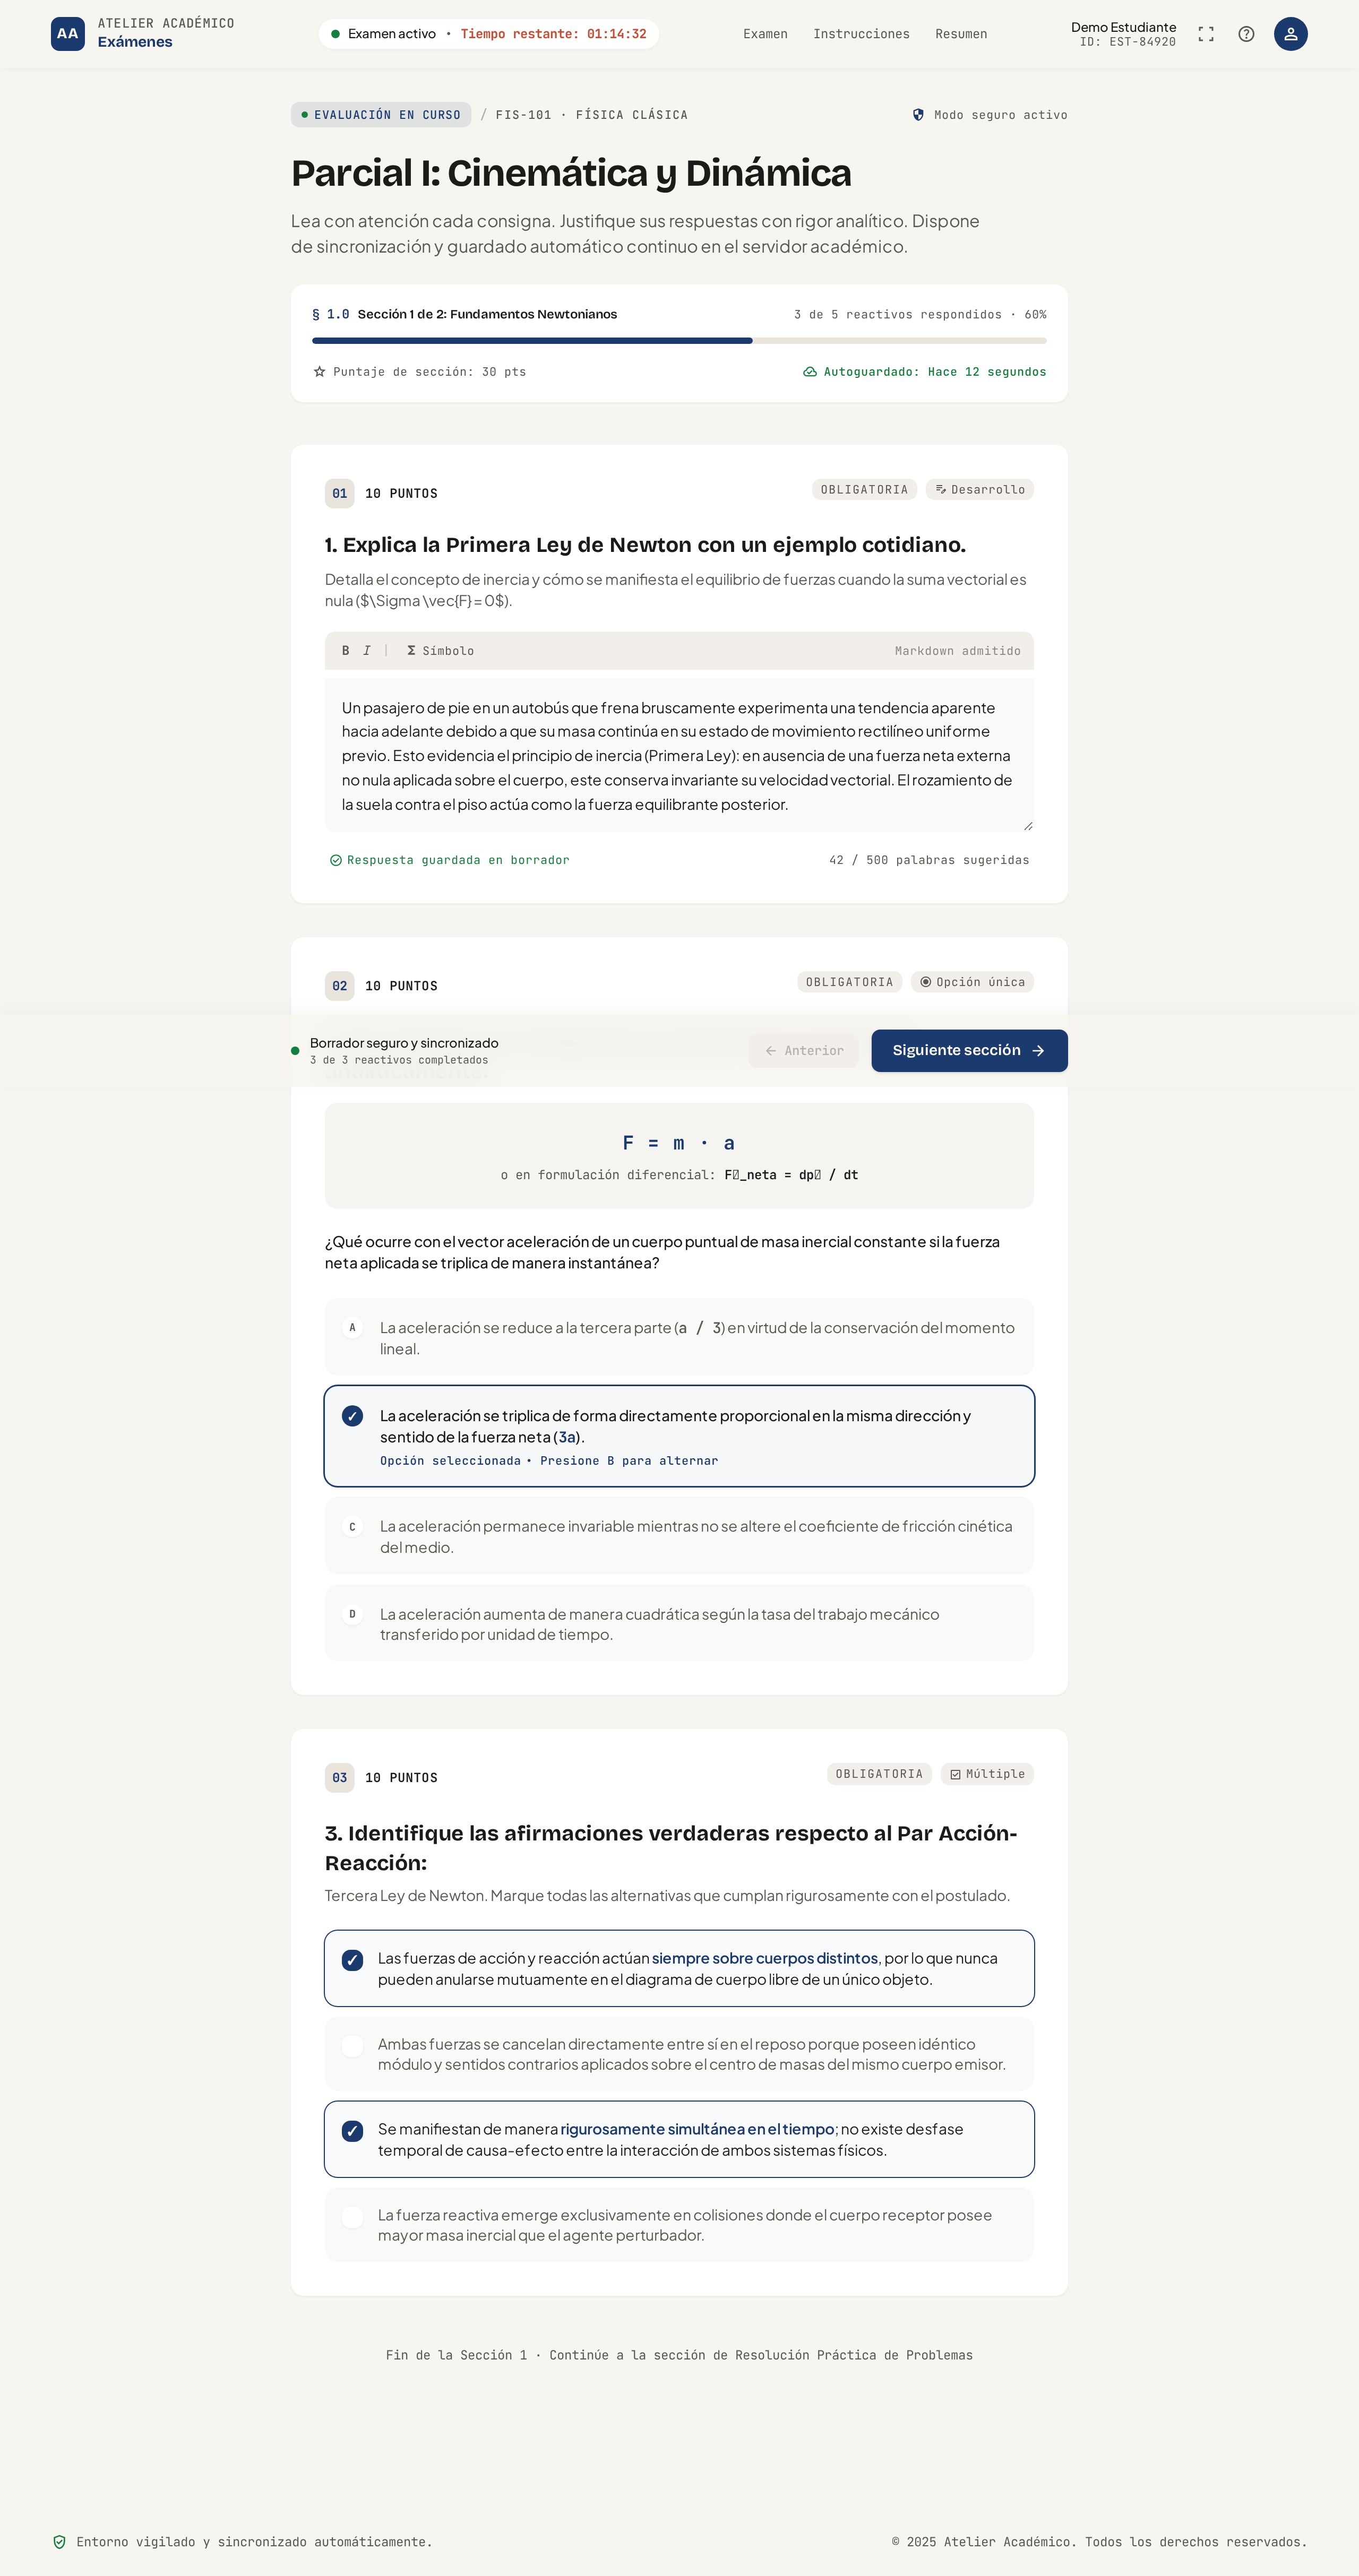 AA
ATELIER ACADÉMICO
Exámenes
Examen activo • Tiempo restante: 01:14:32
Examen
Instrucciones
Resumen
Demo Estudiante
ID: EST-84920
EVALUACIÓN EN CURSO / FIS-101 · FÍSICA CLÁSICA
Modo seguro activo
Parcial I: Cinemática y Dinámica
Lea con atención cada consigna. Justifique sus respuestas con rigor analítico. Dispone
de sincronización y guardado automático continuo en el servidor académico.
§ 1.0 Sección 1 de 2: Fundamentos Newtonianos
3 de 5 reactivos respondidos · 60%
Puntaje de sección: 30 pts
Autoguardado: Hace 12 segundos
01 10 PUNTOS
OBLIGATORIA
Desarrollo
1. Explica la Primera Ley de Newton con un ejemplo cotidiano.
Detalla el concepto de inercia y cómo se manifiesta el equilibrio de fuerzas cuando la suma vectorial es
nula ($\Sigma \vec{F} = 0$).
B I | Σ Símbolo
Markdown admitido
Un pasajero de pie en un autobús que frena bruscamente experimenta una tendencia aparente
hacia adelante debido a que su masa continúa en su estado de movimiento rectilíneo uniforme
previo. Esto evidencia el principio de inercia (Primera Ley): en ausencia de una fuerza neta externa
no nula aplicada sobre el cuerpo, este conserva invariante su velocidad vectorial. El rozamiento de
la suela contra el piso actúa como la fuerza equilibrante posterior.
Respuesta guardada en borrador
42 / 500 palabras sugeridas
02 10 PUNTOS
OBLIGATORIA
Opción única
Borrador seguro y sincronizado
3 de 3 reactivos completados
Anterior
Siguiente sección
F = m · a
o en formulación diferencial: F⃗_neta = dp⃗ / dt
¿Qué ocurre con el vector aceleración de un cuerpo puntual de masa inercial constante si la fuerza
neta aplicada se triplica de manera instantánea?
A
La aceleración se reduce a la tercera parte (a / 3) en virtud de la conservación del momento
lineal.
✓
La aceleración se triplica de forma directamente proporcional en la misma dirección y
sentido de la fuerza neta (3a).
Opción seleccionada • Presione B para alternar
C
La aceleración permanece invariable mientras no se altere el coeficiente de fricción cinética
del medio.
D
La aceleración aumenta de manera cuadrática según la tasa del trabajo mecánico
transferido por unidad de tiempo.
03 10 PUNTOS
OBLIGATORIA
Múltiple
3. Identifique las afirmaciones verdaderas respecto al Par Acción-
Reacción:
Tercera Ley de Newton. Marque todas las alternativas que cumplan rigurosamente con el postulado.
✓
Las fuerzas de acción y reacción actúan siempre sobre cuerpos distintos, por lo que nunca
pueden anularse mutuamente en el diagrama de cuerpo libre de un único objeto.
Ambas fuerzas se cancelan directamente entre sí en el reposo porque poseen idéntico
módulo y sentidos contrarios aplicados sobre el centro de masas del mismo cuerpo emisor.
✓
Se manifiestan de manera rigurosamente simultánea en el tiempo; no existe desfase
temporal de causa-efecto entre la interacción de ambos sistemas físicos.
La fuerza reactiva emerge exclusivamente en colisiones donde el cuerpo receptor posee
mayor masa inercial que el agente perturbador.
Fin de la Sección 1 · Continúe a la sección de Resolución Práctica de Problemas
Entorno vigilado y sincronizado automáticamente.
© 2025 Atelier Académico. Todos los derechos reservados.